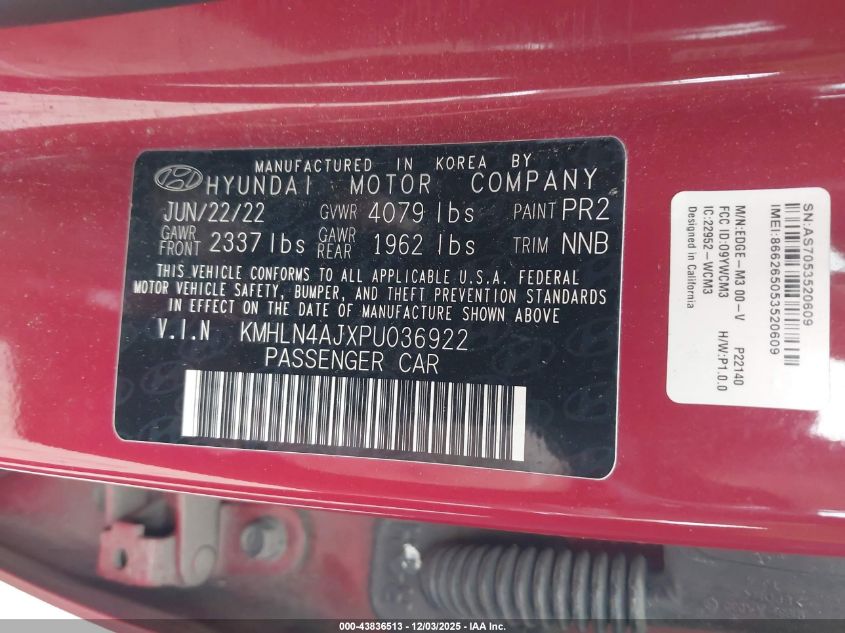 MANUFACTURED IN KOREA BY
HYUNDAI MOTOR COMPANY
JUN/22/22 GVWR 4079 lbs PAINT PR2
GAWR FRONT 2337 lbs GAWR REAR 1962 lbs TRIM NNB
THIS VEHICLE CONFORMS TO ALL APPLICABLE U.S.A. FEDERAL
MOTOR VEHICLE SAFETY, BUMPER, AND THEFT PREVENTION STANDARDS
IN EFFECT ON THE DATE OF MANUFACTURE SHOWN ABOVE.
V.I.N KMHLN4AJXPU036922
PASSENGER CAR
SN:AS7053520609
IMEI:866265053520609
M/N:EDGE-M3 00-V P22140
FCC ID:O9YWCM3 H/W:P1.0.0
IC:22952-WCM3
Designed in California
000-43836513 - 12/03/2025 - IAA, Inc.